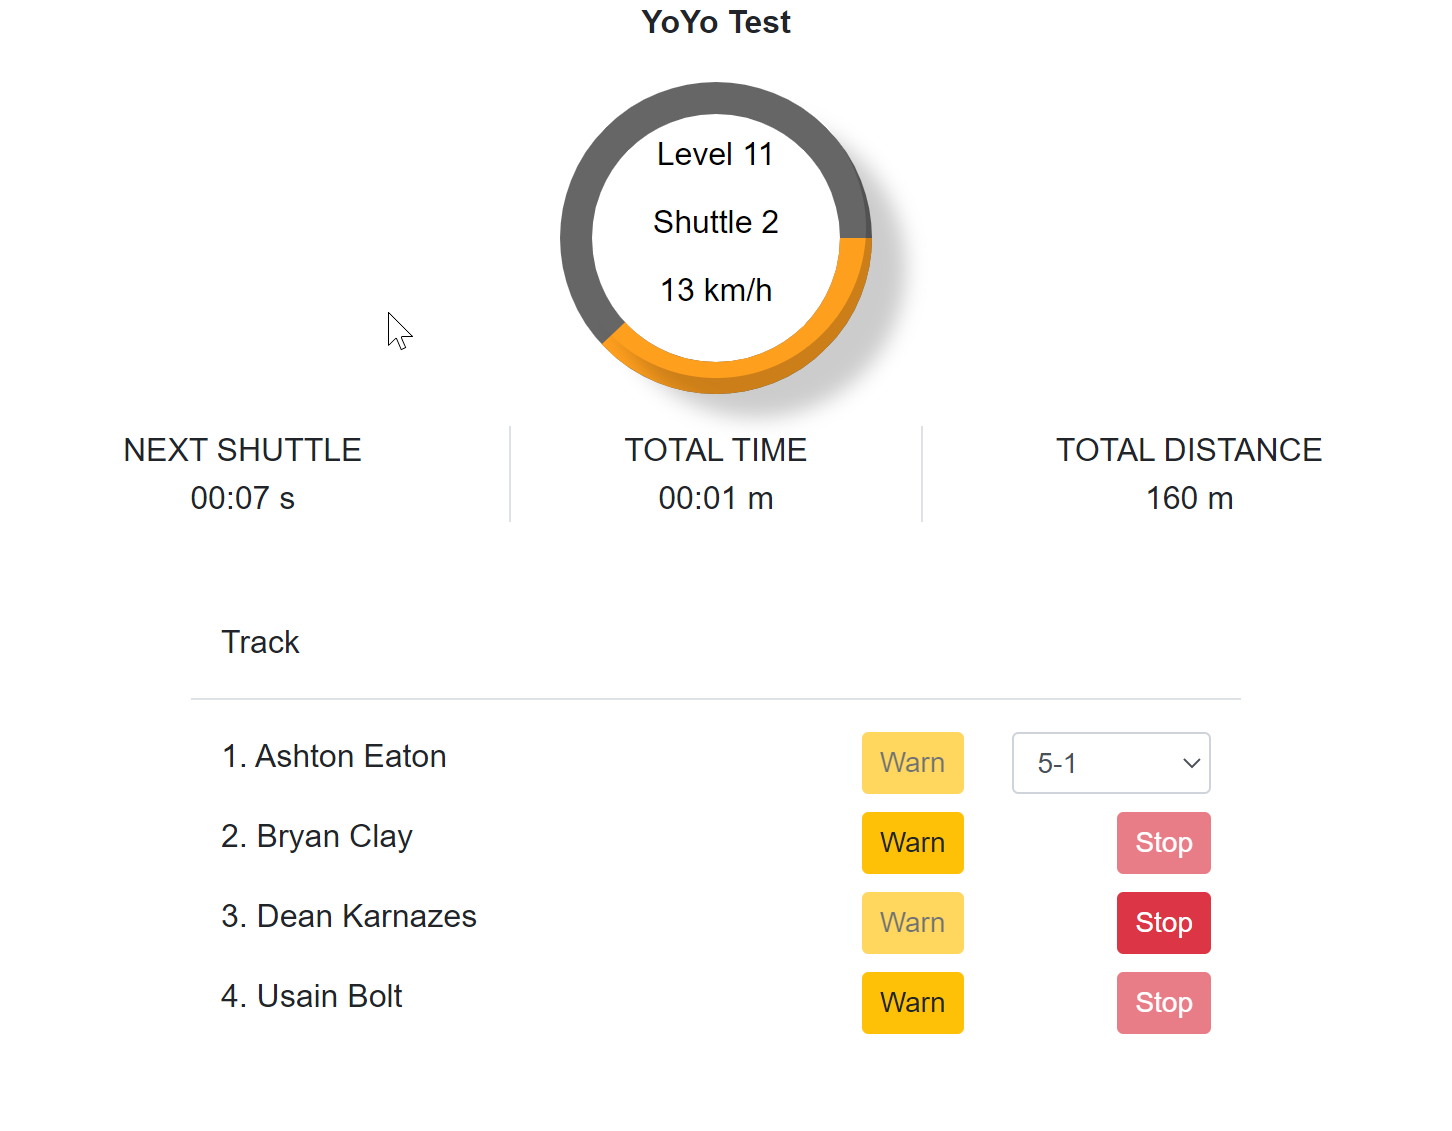 YoYo Test
Level 11
Shuttle 2
13 km/h
NEXT SHUTTLE
00:07 s
TOTAL TIME
00:01 m
TOTAL DISTANCE
160 m
Track
1. Ashton Eaton Warn 5-1
2. Bryan Clay Warn Stop
3. Dean Karnazes Warn Stop
4. Usain Bolt Warn Stop